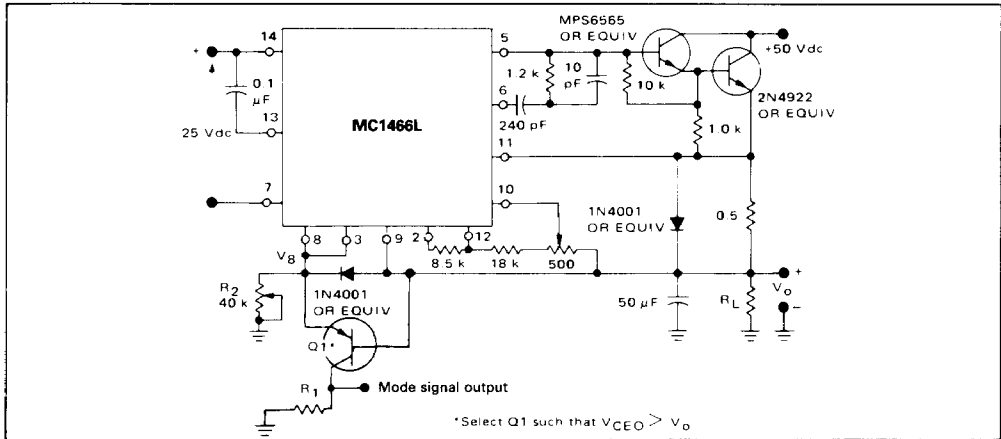 MPS6565
OR EQUIV
+50 Vdc
14
5
+
1.2 k
10
pF
10 k
0.1
µF
6
2N4922
OR EQUIV
240 pF
MC1466L
1.0 k
25 Vdc
13
11
10
7
1N4001
OR EQUIV
0.5
8
3
9
2
12
V8
8.5 k
18 k
500
+
R2
40 k
1N4001
OR EQUIV
50 µF
RL
Vo
−
Q1*
R1
Mode signal output
*Select Q1 such that VCEO > Vo